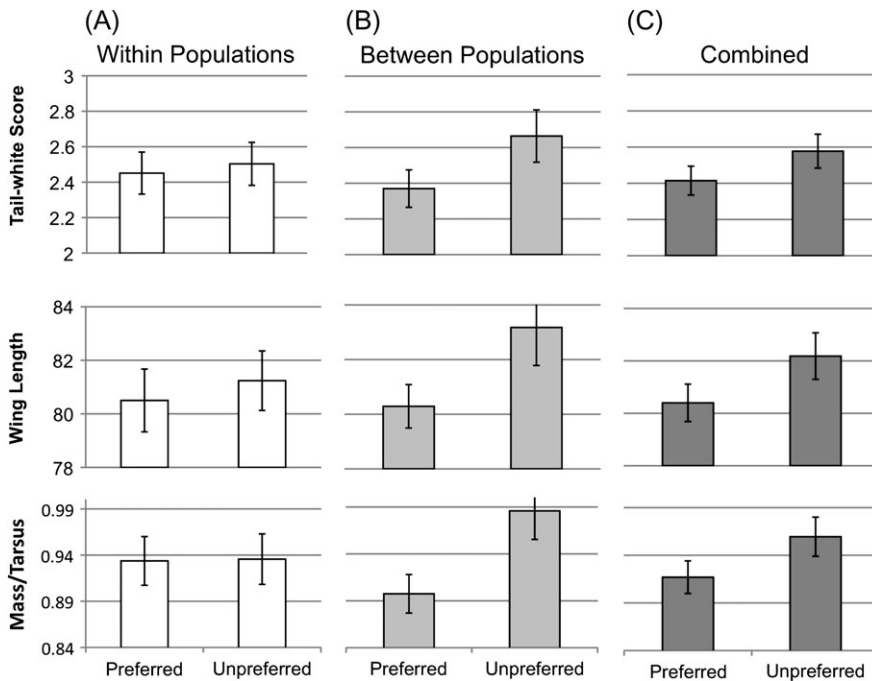 (A)
(B)
(C)
Within Populations
Between Populations
Combined
Tail-white Score
3
2.8
2.6
2.4
2.2
2
Wing Length
84
82
80
78
Mass/Tarsus
0.99
0.94
0.89
0.84
Preferred Unpreferred
Preferred Unpreferred
Preferred Unpreferred